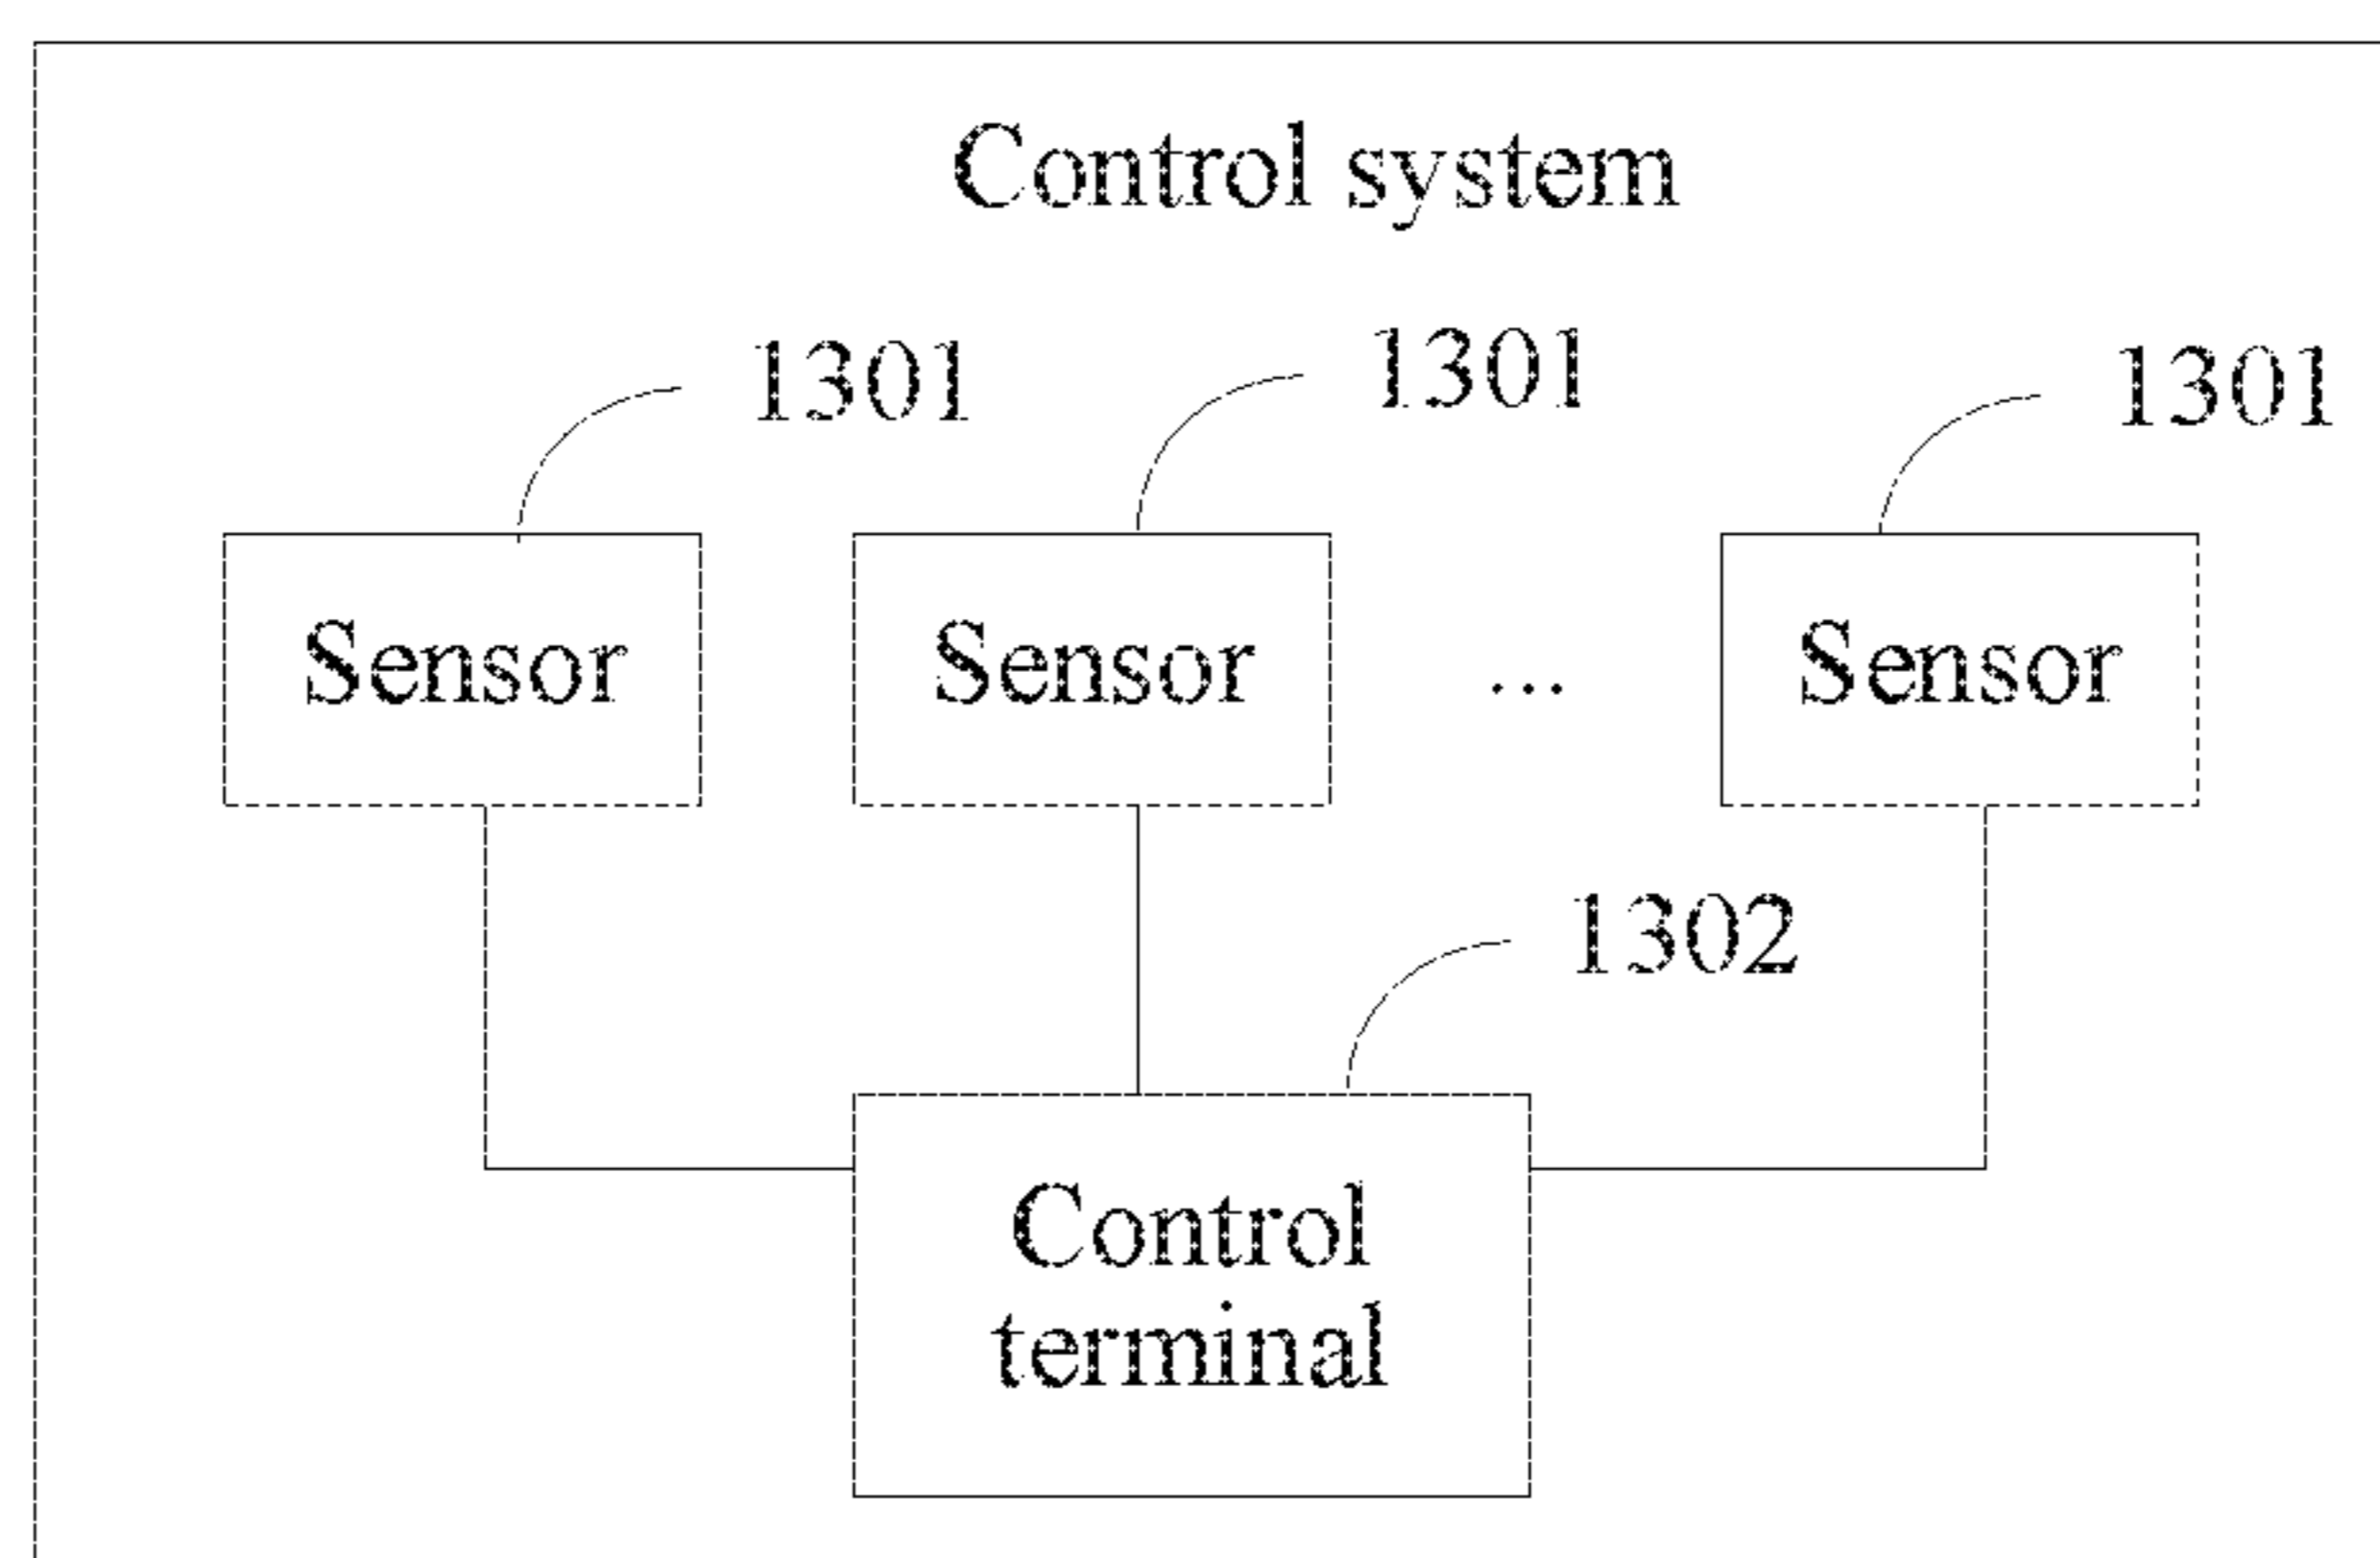 Control system
1301 1301 1301
Sensor Sensor ... Sensor
1302
Control
terminal